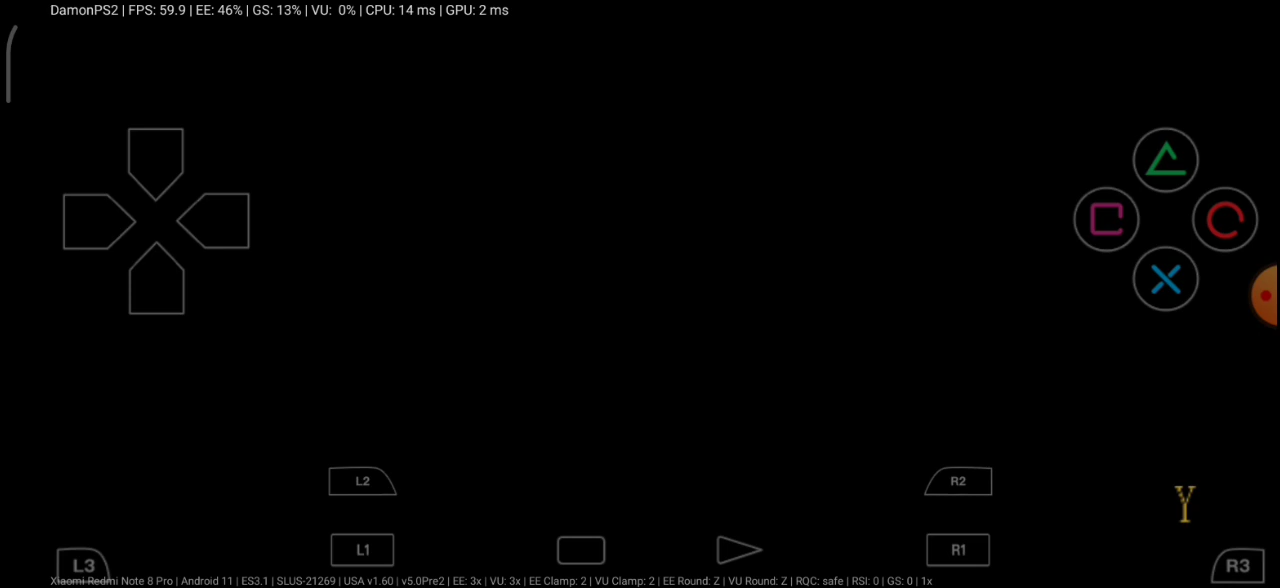 DamonPS2 | FPS: 59.9 | EE: 46% | GS: 13% | VU: 0% | CPU: 14 ms | GPU: 2 ms
L2
R2
Y
L1
R1
L3
R3
Xiaomi Redmi Note 8 Pro | Android 11 | ES3.1 | SLUS-21269 | USA v1.60 | v5.0Pre2 | EE: 3x | VU: 3x | EE Clamp: 2 | VU Clamp: 2 | EE Round: Z | VU Round: Z | RQC: safe | RSI: 0 | GS: 0 | 1x